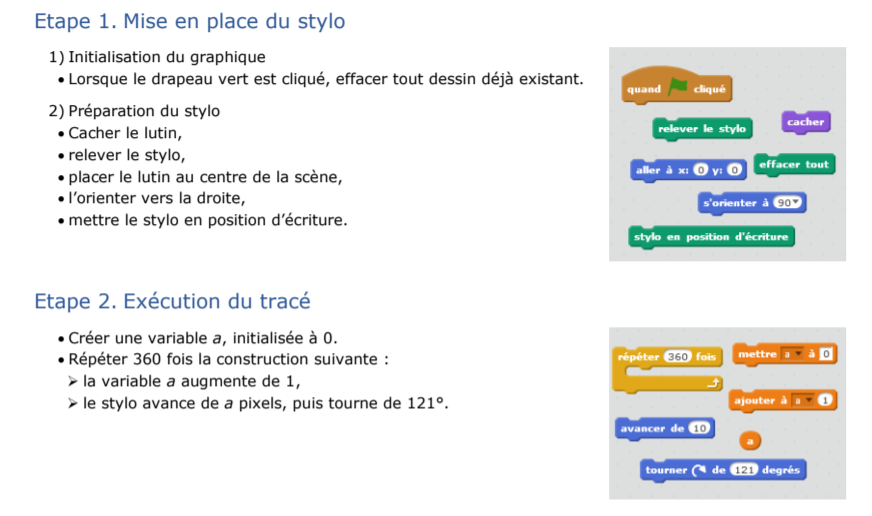 Etape 1. Mise en place du stylo
1) Initialisation du graphique
• Lorsque le drapeau vert est cliqué, effacer tout dessin déjà existant.
2) Préparation du stylo
• Cacher le lutin,
• relever le stylo,
• placer le lutin au centre de la scène,
• l'orienter vers la droite,
• mettre le stylo en position d'écriture.
quand cliqué
relever le stylo
cacher
aller à x: 0 y: 0
effacer tout
s'orienter à 90
stylo en position d'écriture
Etape 2. Exécution du tracé
• Créer une variable a, initialisée à 0.
• Répéter 360 fois la construction suivante :
➢ la variable a augmente de 1,
➢ le stylo avance de a pixels, puis tourne de 121°.
répéter 360 fois
mettre a à 0
ajouter à a 1
avancer de 10
a
tourner de 121 degrés